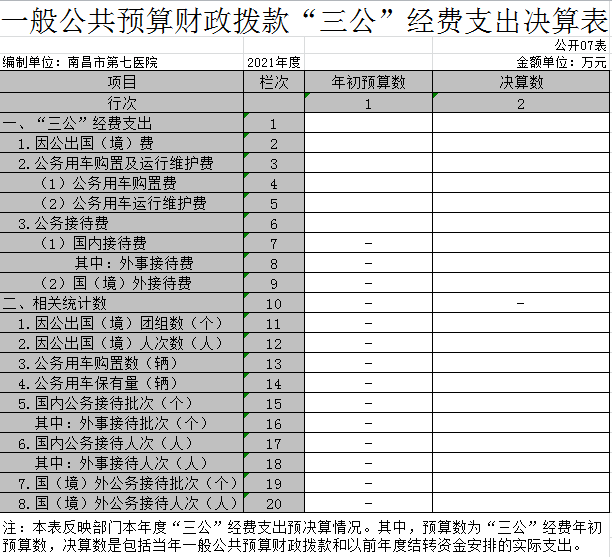 一般公共预算财政拨款“三公”经费支出决算表
公开07表
编制单位：南昌市第七医院 2021年度 金额单位：万元
项目 栏次 年初预算数 决算数
行次 1 2
一、“三公”经费支出 1
1.因公出国（境）费 2
2.公务用车购置及运行维护费 3
（1）公务用车购置费 4
（2）公务用车运行维护费 5
3.公务接待费 6
（1）国内接待费 7 －
其中：外事接待费 8 －
（2）国（境）外接待费 9 －
二、相关统计数 10 － －
1.因公出国（境）团组数（个） 11 －
2.因公出国（境）人次数（人） 12 －
3.公务用车购置数（辆） 13 －
4.公务用车保有量（辆） 14 －
5.国内公务接待批次（个） 15 －
其中：外事接待批次（个） 16 －
6.国内公务接待人次（人） 17 －
其中：外事接待人次（人） 18 －
7.国（境）外公务接待批次（个） 19 －
8.国（境）外公务接待人次（人） 20 －
注：本表反映部门本年度“三公”经费支出预决算情况。其中，预算数为“三公”经费年初
预算数，决算数是包括当年一般公共预算财政拨款和以前年度结转资金安排的实际支出。